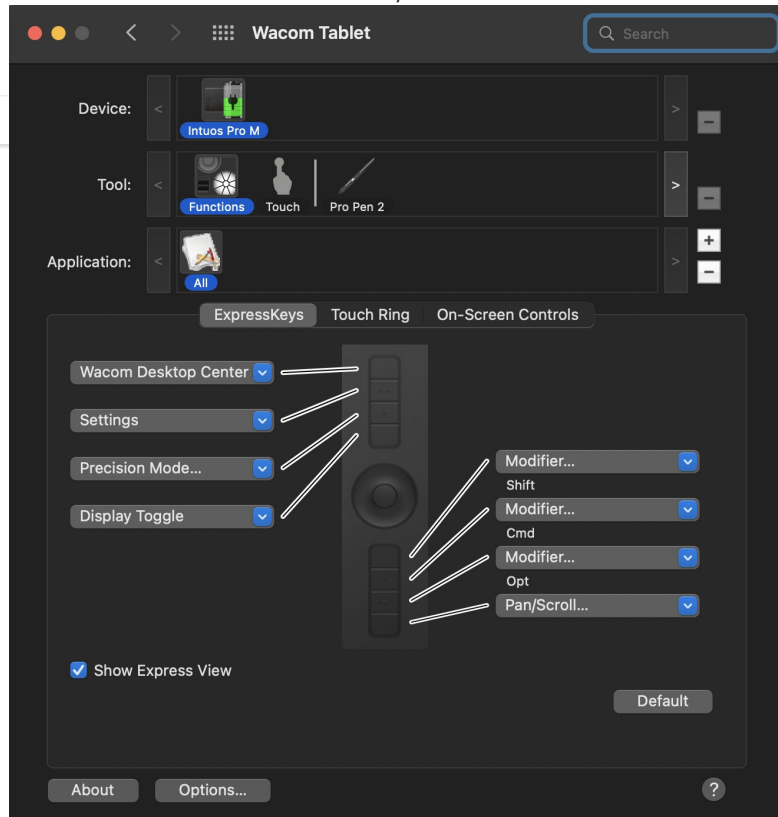 Wacom Tablet
Search
Device:
Intuos Pro M
Tool:
Functions
Touch
Pro Pen 2
Application:
All
ExpressKeys
Touch Ring
On-Screen Controls
Wacom Desktop Center
Settings
Precision Mode...
Display Toggle
Modifier...
Shift
Modifier...
Cmd
Modifier...
Opt
Pan/Scroll...
Show Express View
Default
About
Options...
?